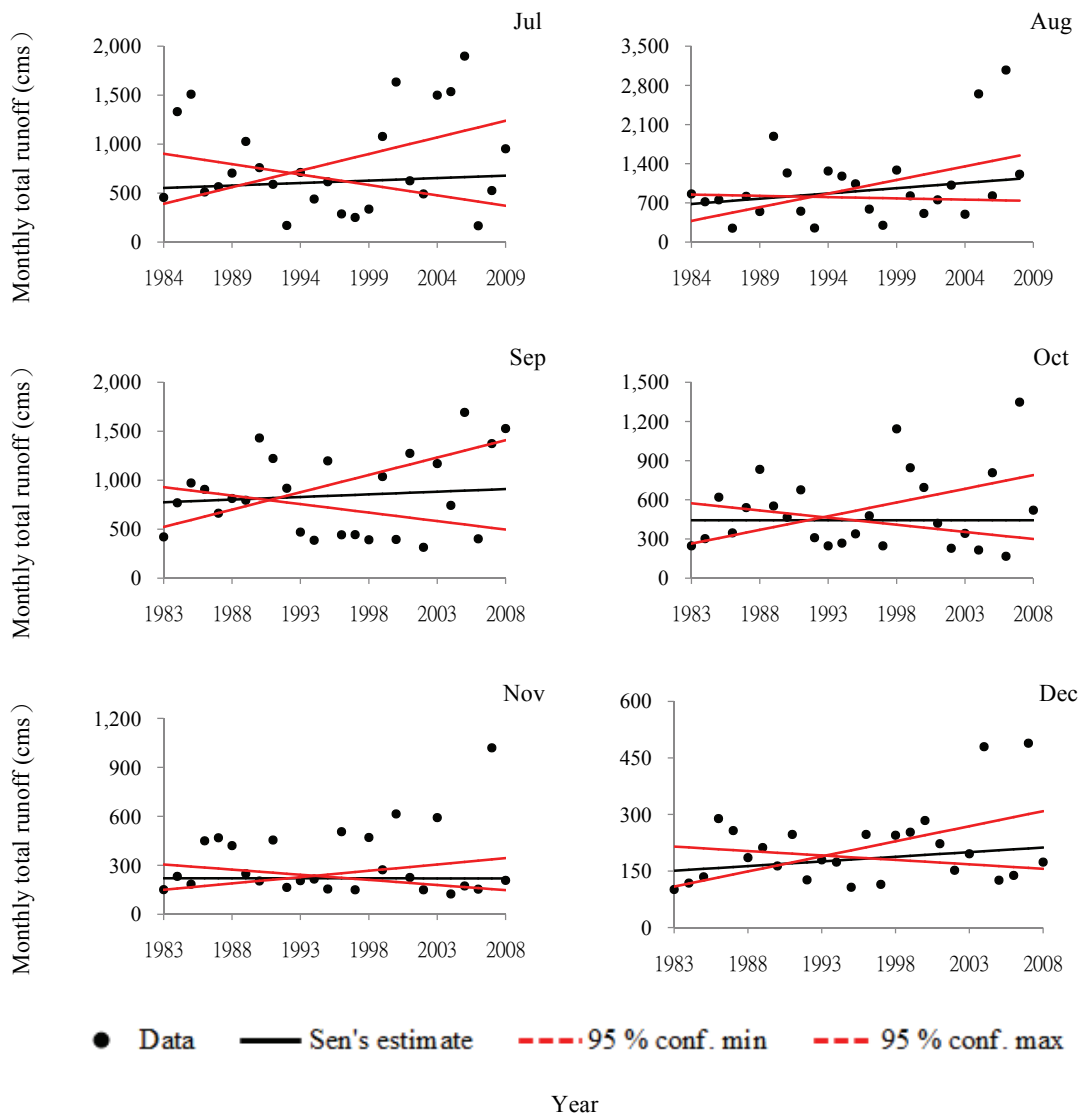 Jul
Aug
Monthly total runoff (cms)
2,000
1,500
1,000
500
0
1984 1989 1994 1999 2004 2009
3,500
2,800
2,100
1,400
700
0
1984 1989 1994 1999 2004 2009
Sep
Oct
Monthly total runoff (cms)
2,000
1,500
1,000
500
0
1983 1988 1993 1998 2003 2008
1,500
1,200
900
600
300
0
1983 1988 1993 1998 2003 2008
Nov
Dec
Monthly total runoff (cms)
1,200
900
600
300
0
1983 1988 1993 1998 2003 2008
600
450
300
150
0
1983 1988 1993 1998 2003 2008
Data Sen's estimate 95 % conf. min 95 % conf. max
Year